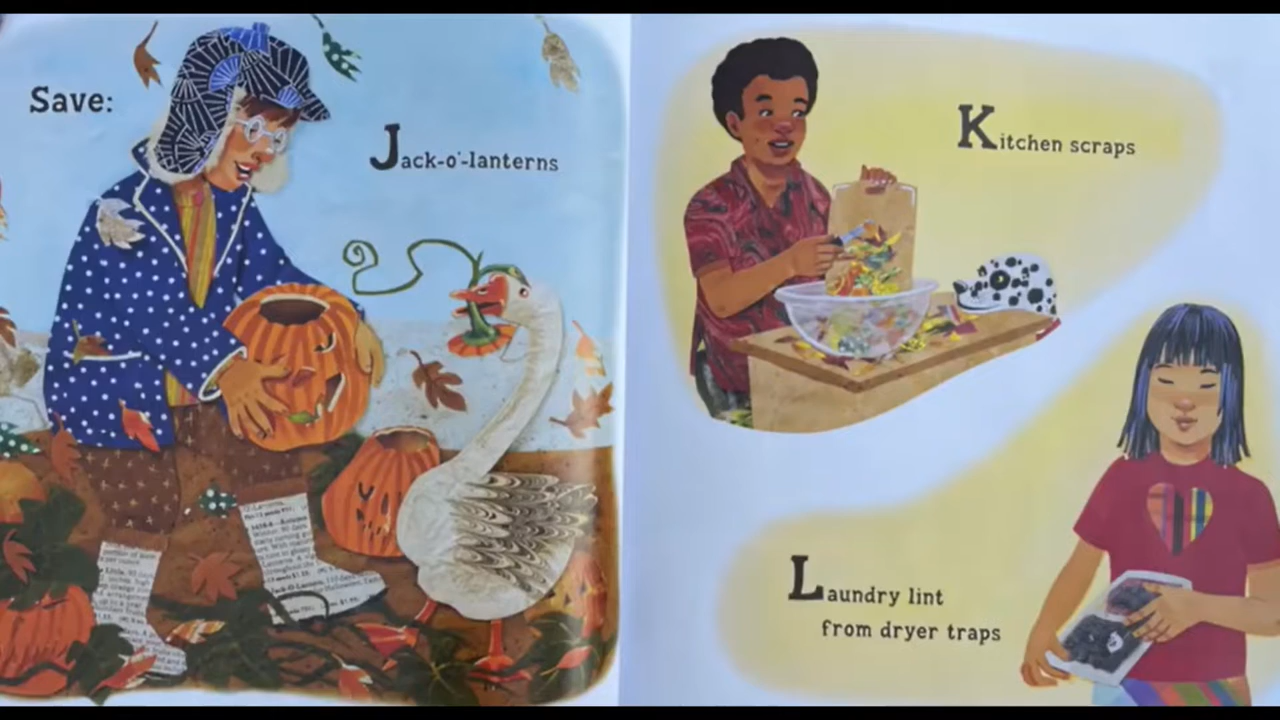 Save:
Jack-o'-lanterns
Kitchen scraps
Laundry lint
from dryer traps